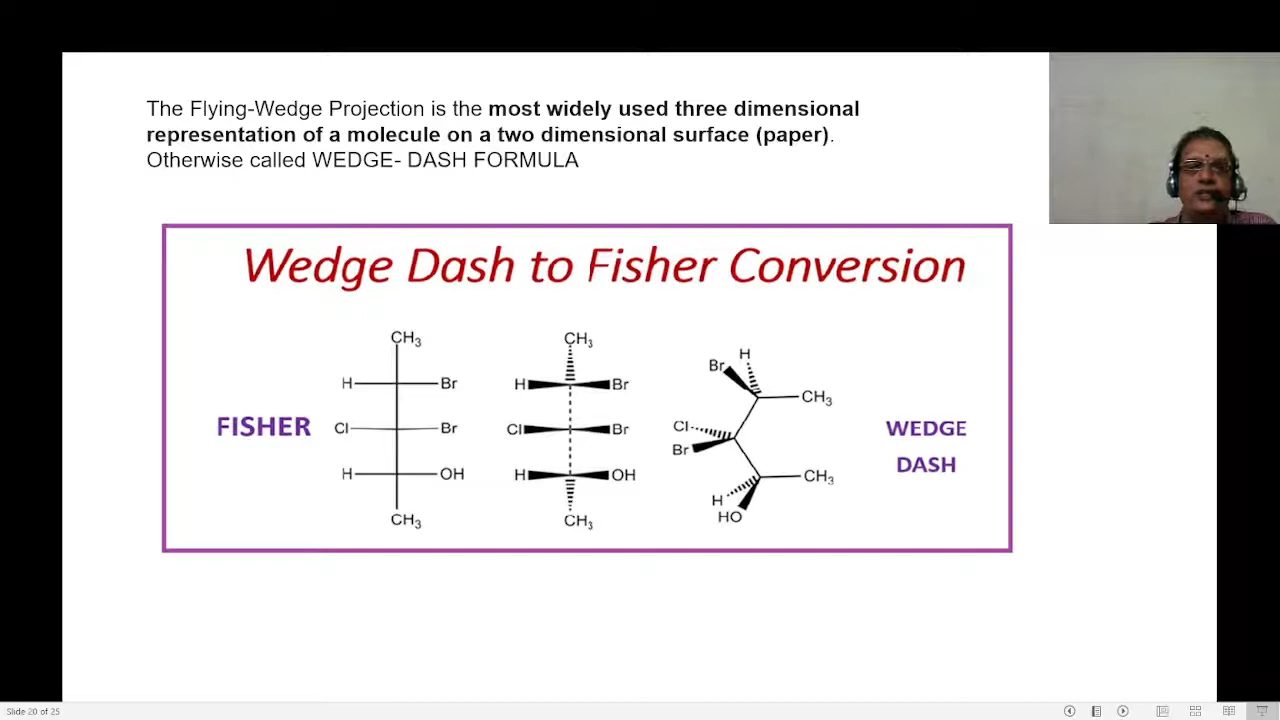 The Flying-Wedge Projection is the most widely used three dimensional
representation of a molecule on a two dimensional surface (paper).
Otherwise called WEDGE- DASH FORMULA
Wedge Dash to Fisher Conversion
FISHER
CH3
H Br
Cl Br
H OH
CH3
CH3
H Br
Cl Br
H OH
CH3
H
Br
CH3
Cl
Br
CH3
H
HO
WEDGE
DASH
Slide 20 of 25